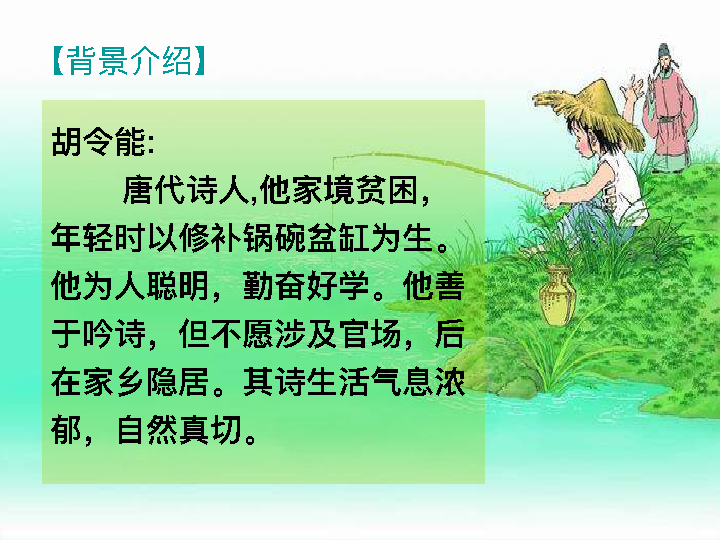 【背景介绍】
胡令能:
唐代诗人,他家境贫困，
年轻时以修补锅碗盆缸为生。
他为人聪明，勤奋好学。他善
于吟诗，但不愿涉及官场，后
在家乡隐居。其诗生活气息浓
郁，自然真切。